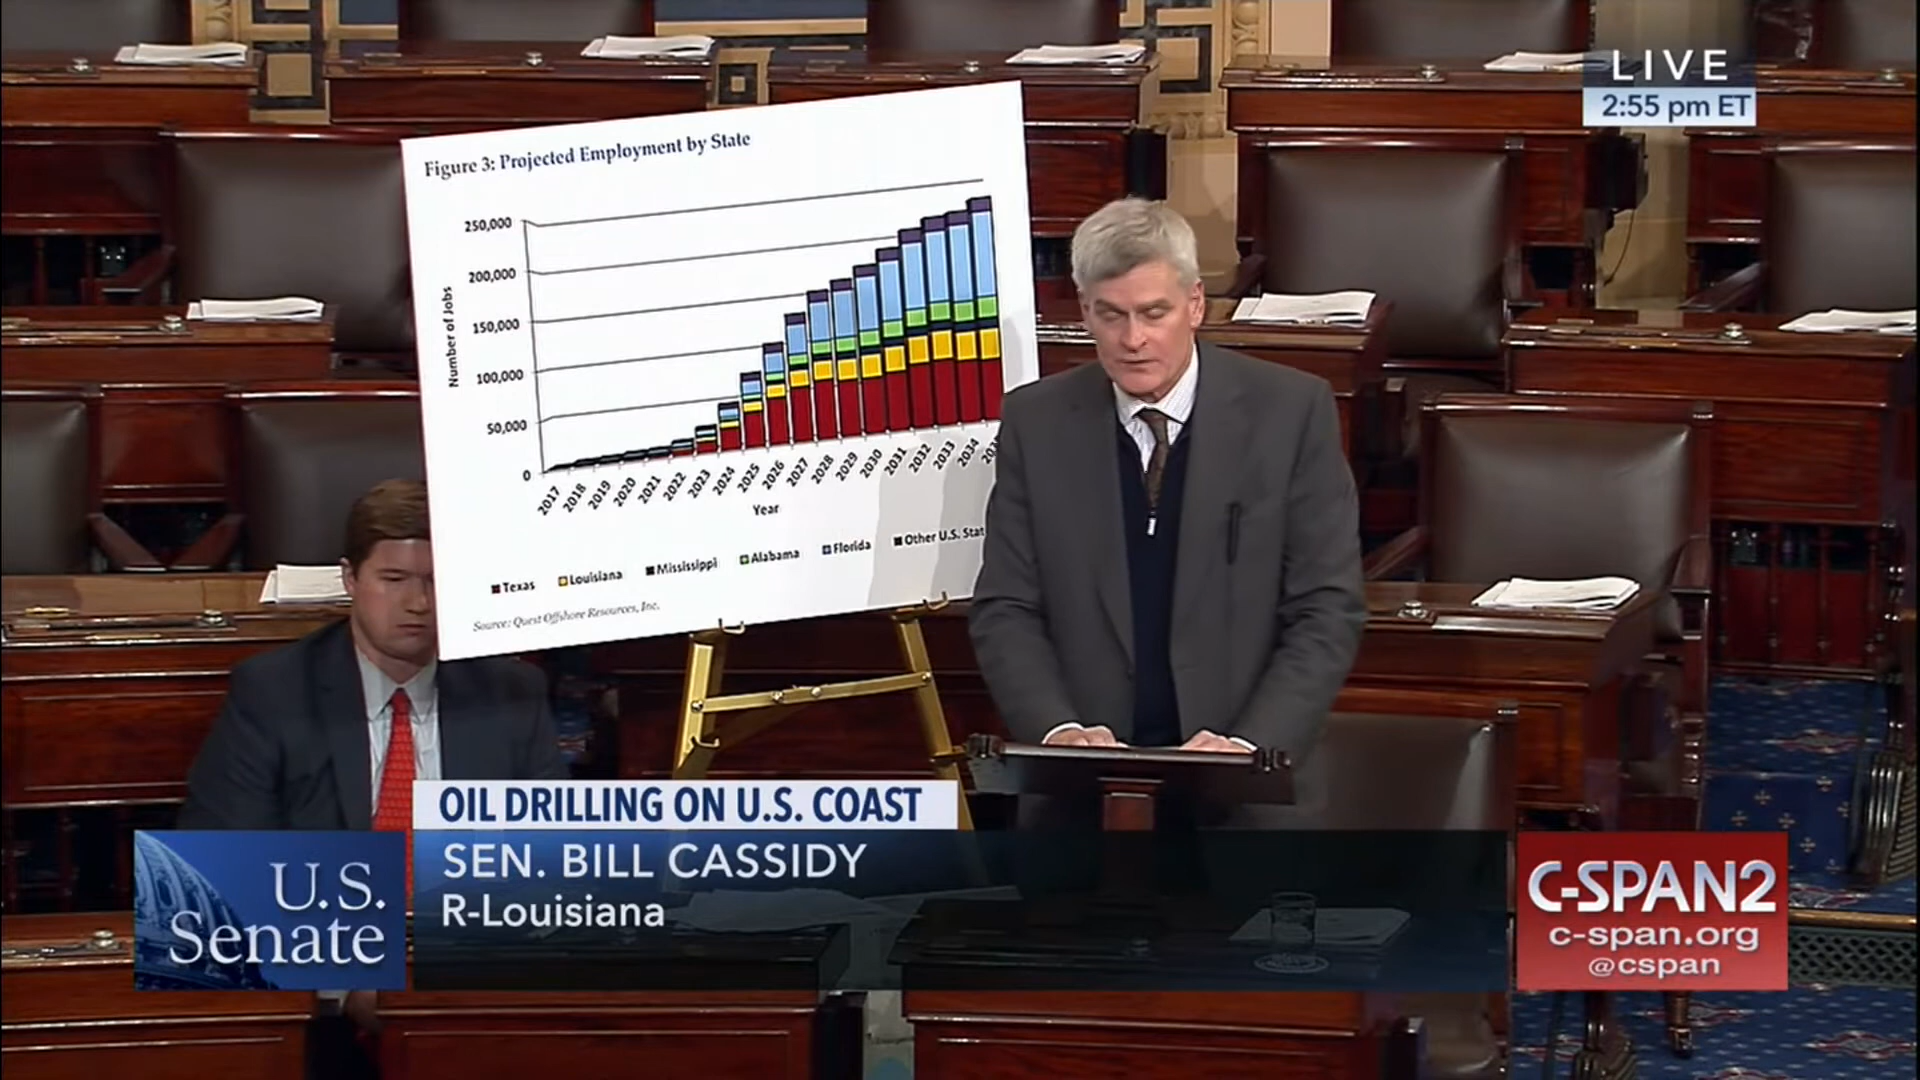 LIVE
2:55 pm ET
Figure 3: Projected Employment by State
250,000
200,000
150,000
100,000
50,000
0
Number of Jobs
2017
2018
2019
2020
2021
2022
2023
2024
2025
2026
2027
2028
2029
2030
2031
2032
2033
2034
Year
Texas
Louisiana
Mississippi
Alabama
Florida
Other U.S.
Source: Quest Offshore Resources, Inc.
OIL DRILLING ON U.S. COAST
SEN. BILL CASSIDY
R-Louisiana
U.S.
Senate
C-SPAN2
c-span.org
@cspan